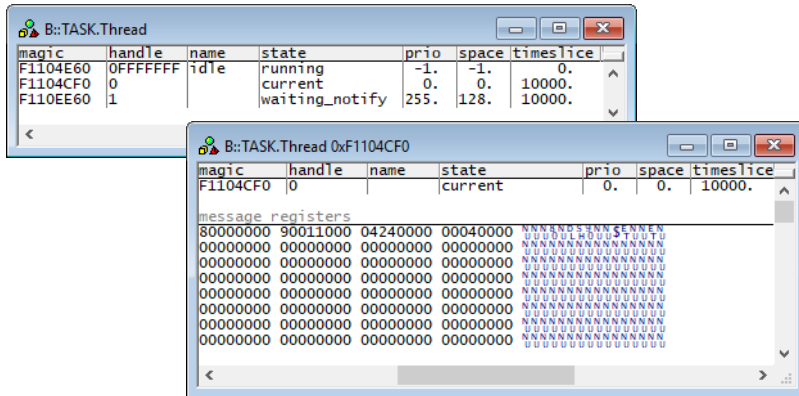 B::TASK.Thread
magic handle name state prio space timeslice
F1104E60 0FFFFFFF idle running -1. -1. 0.
F1104CF0 0 current 0. 0. 10000.
F110EE60 1 waiting_notify 255. 128. 10000.
B::TASK.Thread 0xF1104CF0
magic handle name state prio space timeslice
F1104CF0 0 current 0. 0. 10000.
message registers
80000000 90011000 04240000 00040000
00000000 00000000 00000000 00000000
00000000 00000000 00000000 00000000
00000000 00000000 00000000 00000000
00000000 00000000 00000000 00000000
00000000 00000000 00000000 00000000
00000000 00000000 00000000 00000000
00000000 00000000 00000000 00000000